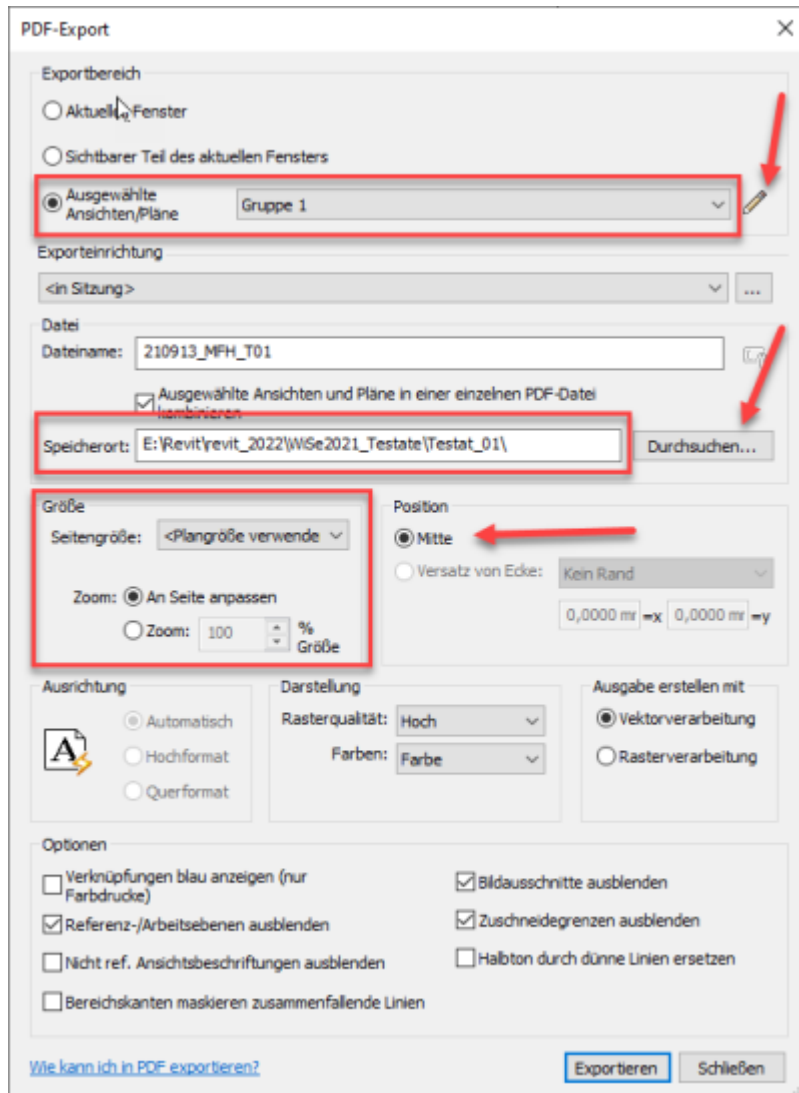 PDF-Export
Exportbereich
Aktuelles Fenster
Sichtbarer Teil des aktuellen Fensters
Ausgewählte
Ansichten/Pläne
Gruppe 1
Exporteinrichtung
<in Sitzung>
...
Datei
Dateiname: 210913_MFH_T01
Ausgewählte Ansichten und Pläne in einer einzelnen PDF-Datei
kombinieren
Speicherort: E:\Revit\revit_2022\WiSe2021_Testate\Testat_01\ Durchsuchen...
Größe
Seitengröße: <Plangröße verwende
Zoom: An Seite anpassen
Zoom: 100 %
Größe
Position
Mitte
Versatz von Ecke: Kein Rand
0,0000 mr =x 0,0000 mr =y
Ausrichtung
A
Automatisch
Hochformat
Querformat
Darstellung
Rasterqualität: Hoch
Farben: Farbe
Ausgabe erstellen mit
Vektorverarbeitung
Rasterverarbeitung
Optionen
Verknüpfungen blau anzeigen (nur
Farbdrucke)
Referenz-/Arbeitsebenen ausblenden
Nicht ref. Ansichtsbeschriftungen ausblenden
Bereichskanten maskieren zusammenfallende Linien
Bildausschnitte ausblenden
Zuschneidegrenzen ausblenden
Halbton durch dünne Linien ersetzen
Wie kann ich in PDF exportieren?
Exportieren Schließen